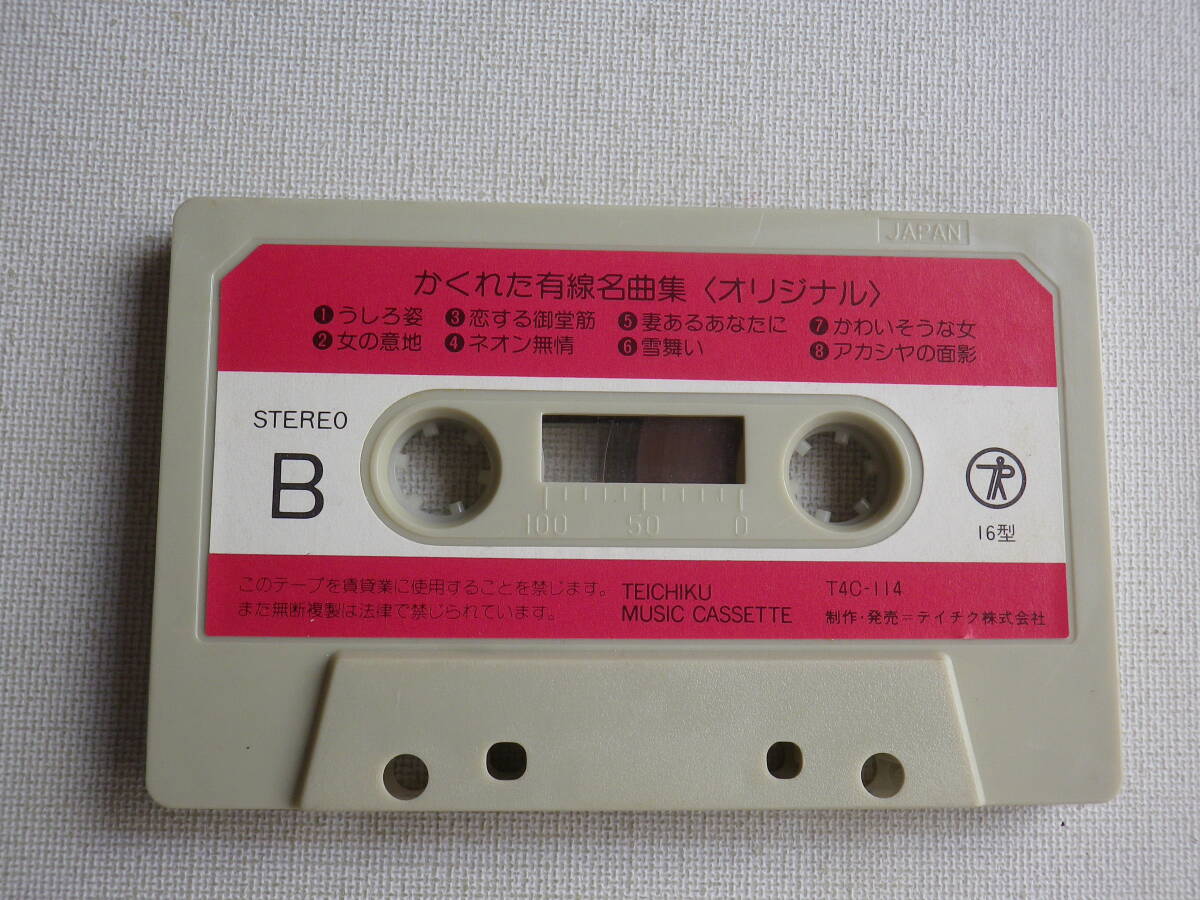 JAPAN
かくれた有線名曲集〈オリジナル〉
❶うしろ姿 ❸恋する御堂筋 ❺妻あるあなたに ❼かわいそうな女
❷女の意地 ❹ネオン無情 ❻雪舞い ❽アカシヤの面影
STEREO
B
100 50 0
16型
このテープを賃貸業に使用することを禁じます。
また無断複製は法律で禁じられています。
TEICHIKU
MUSIC CASSETTE
T4C-114
制作・発売=テイチク株式会社